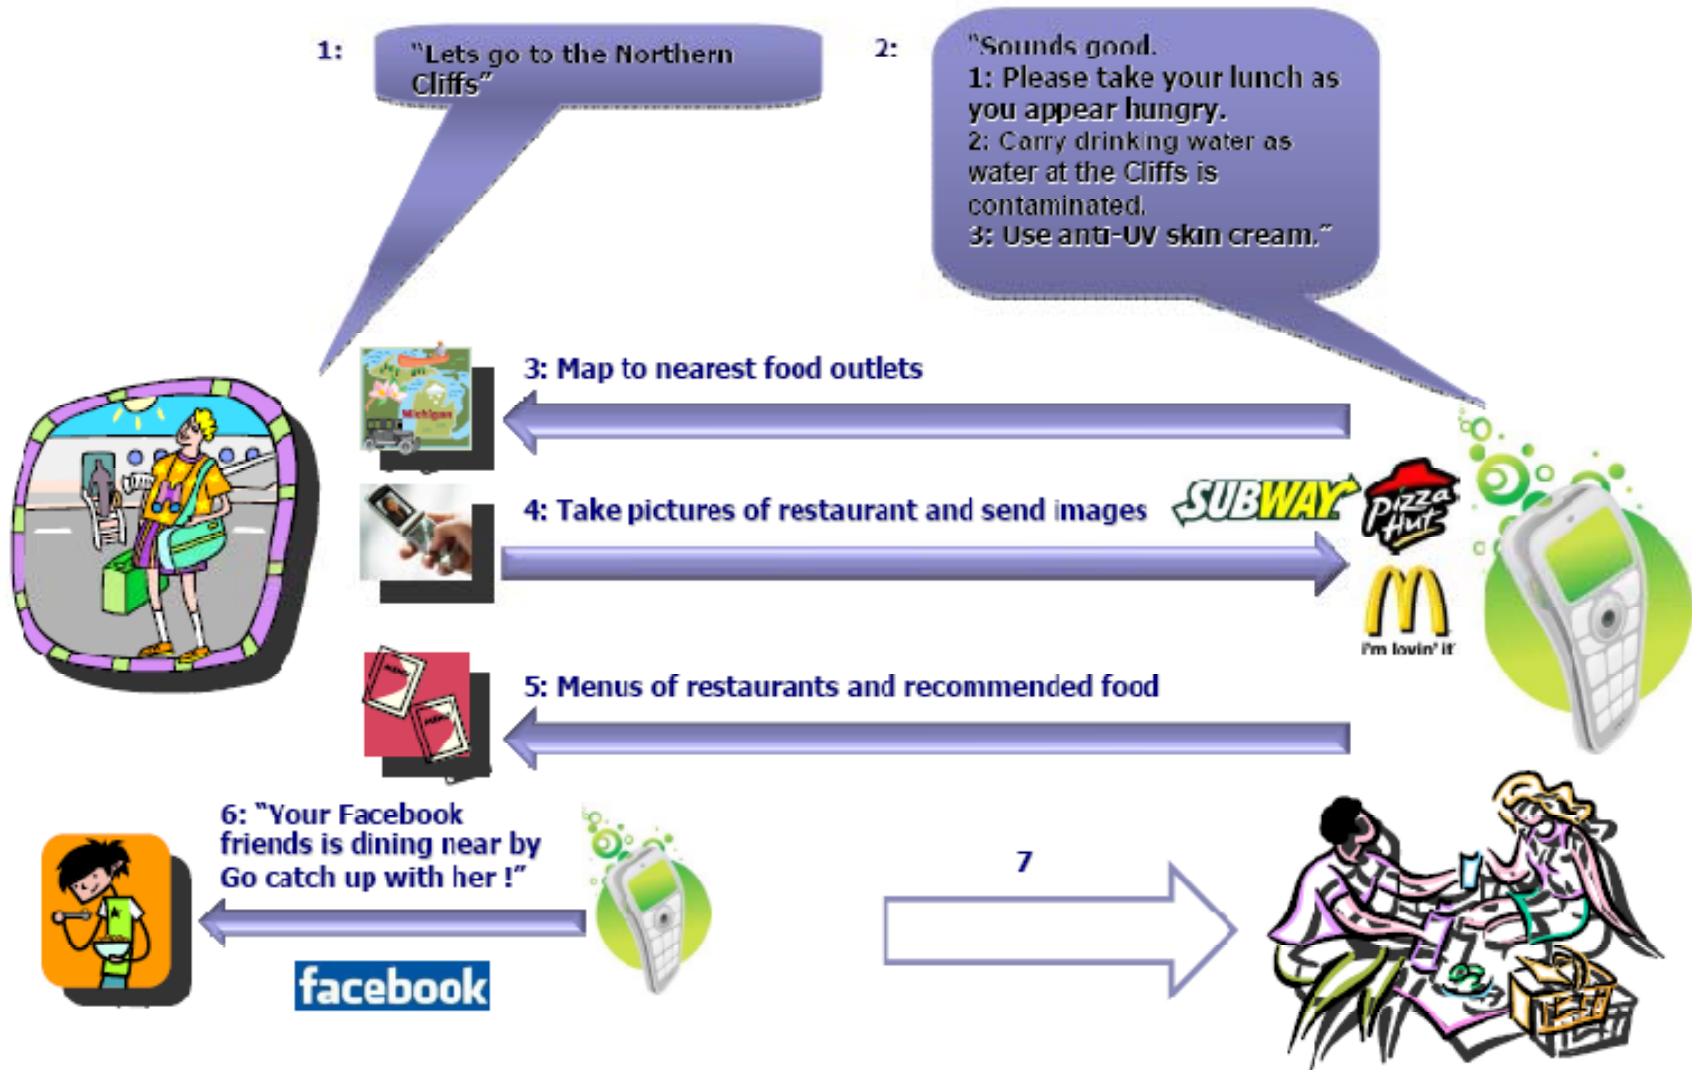 1:
"Lets go to the Northern
Cliffs"
2:
"Sounds good.
1: Please take your lunch as
you appear hungry.
2: Carry drinking water as
water at the Cliffs is
contaminated.
3: Use anti-UV skin cream."
3: Map to nearest food outlets
Michigan
4: Take pictures of restaurant and send images
SUBWAY
Pizza
Hut
M
i'm lovin' it
5: Menus of restaurants and recommended food
MENU
MENU
6: "Your Facebook
friends is dining near by
Go catch up with her !"
facebook
7